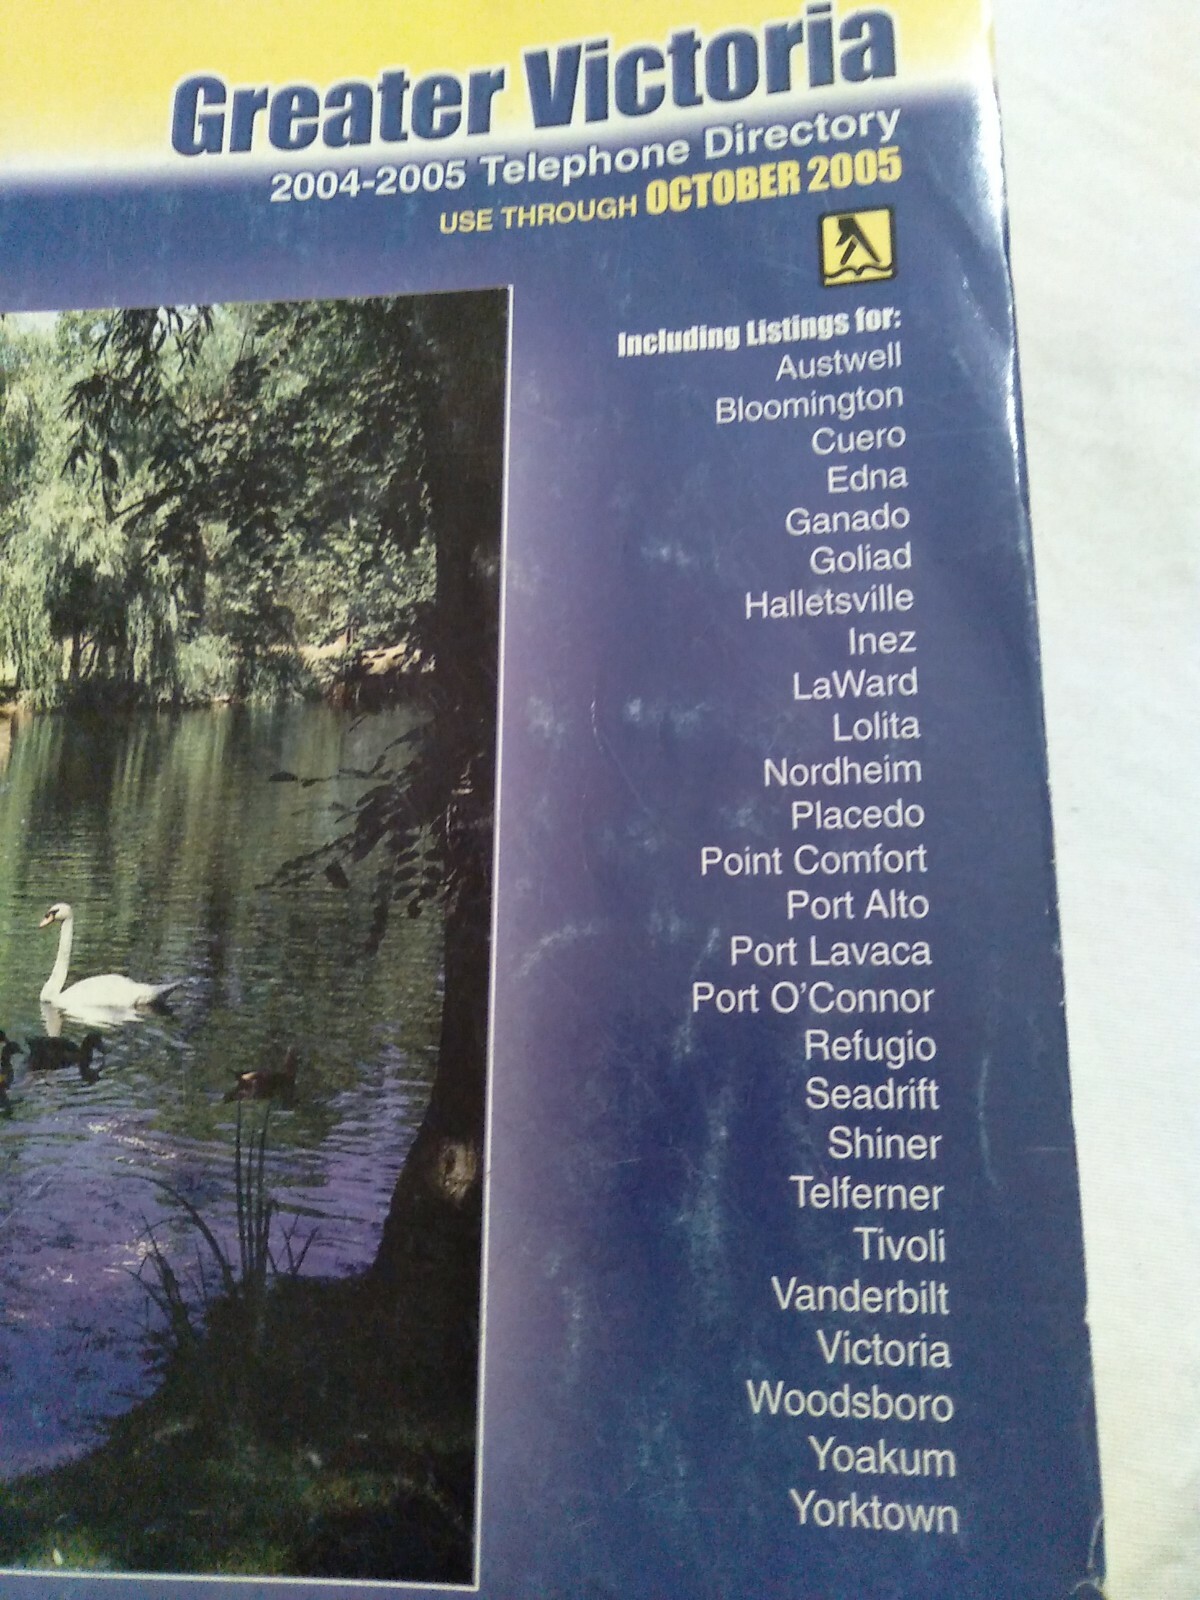 Greater Victoria
2004-2005 Telephone Directory
USE THROUGH OCTOBER 2005
Including Listings for:
Austwell
Bloomington
Cuero
Edna
Ganado
Goliad
Halletsville
Inez
LaWard
Lolita
Nordheim
Placedo
Point Comfort
Port Alto
Port Lavaca
Port O'Connor
Refugio
Seadrift
Shiner
Telferner
Tivoli
Vanderbilt
Victoria
Woodsboro
Yoakum
Yorktown